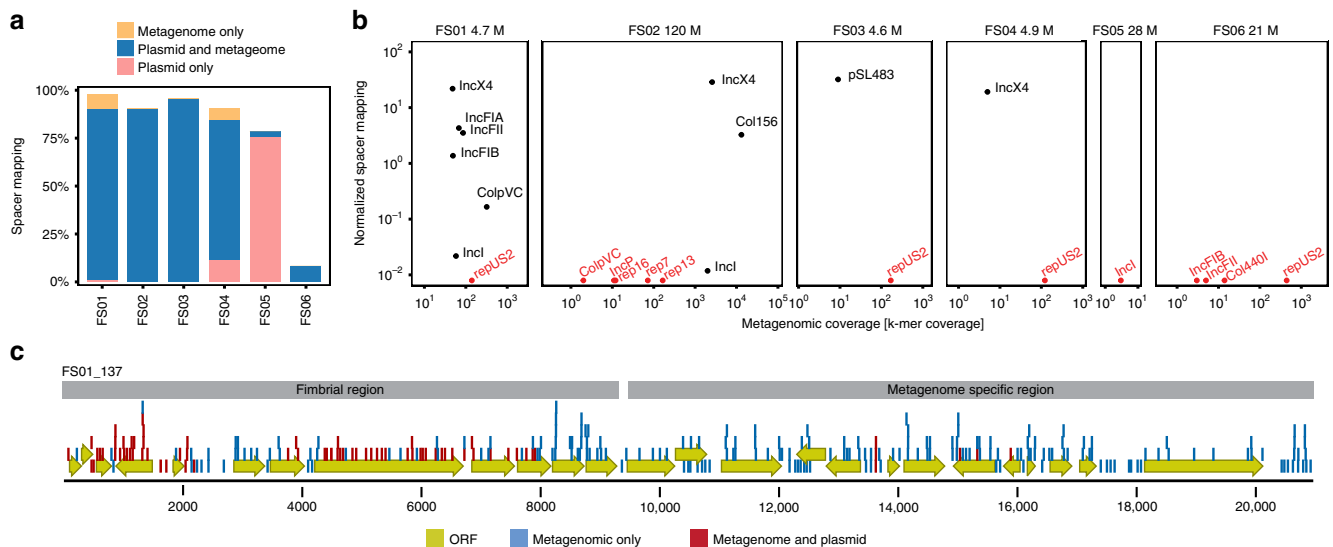 a
Metagenome only
Plasmid and metageome
Plasmid only
Spacer mapping
100%
75%
50%
25%
0%
FS01
FS02
FS03
FS04
FS05
FS06
b
FS01 4.7 M
FS02 120 M
FS03 4.6 M
FS04 4.9 M
FS05 28 M
FS06 21 M
Normalized spacer mapping
10²
10¹
10⁰
10⁻¹
10⁻²
IncX4
IncFIA
IncFII
IncFIB
ColpVC
IncI
repUS2
IncX4
Col156
IncI
ColpVC
IncP
rep16
rep7
rep13
pSL483
repUS2
IncX4
repUS2
IncI
IncFIB
IncFII
Col440I
repUS2
10¹ 10² 10³
10⁰ 10¹ 10² 10³ 10⁴ 10⁵
10⁰ 10¹ 10² 10³
10⁰ 10¹ 10² 10³
10⁰ 10¹
10⁰ 10¹ 10² 10³
Metagenomic coverage [k-mer coverage]
c
FS01_137
Fimbrial region
Metagenome specific region
2000 4000 6000 8000 10,000 12,000 14,000 16,000 18,000 20,000
ORF
Metagenomic only
Metagenome and plasmid